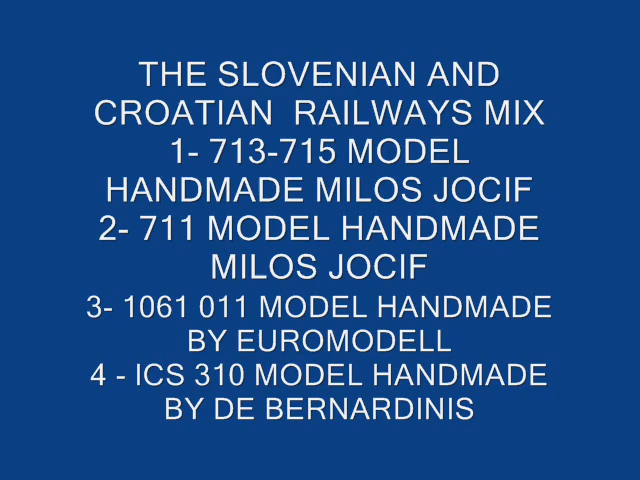 THE SLOVENIAN AND
CROATIAN  RAILWAYS MIX
1- 713-715 MODEL
HANDMADE MILOS JOCIF
2- 711 MODEL HANDMADE
MILOS JOCIF
3- 1061 011 MODEL HANDMADE
BY EUROMODELL
4 - ICS 310 MODEL HANDMADE
BY DE BERNARDINIS